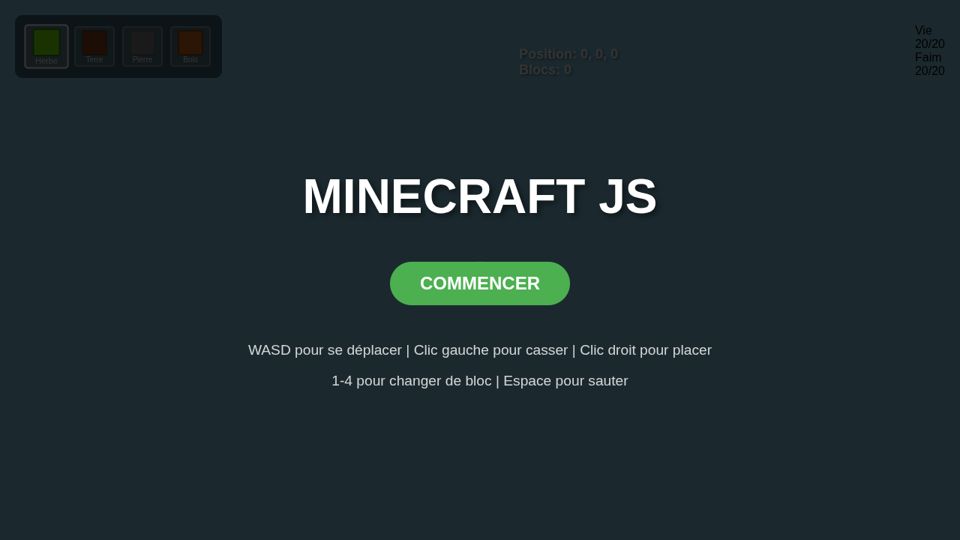 Herbe
Terre
Pierre
Bois
Position: 0, 0, 0
Blocs: 0
Vie
20/20
Faim
20/20
MINECRAFT JS
COMMENCER
WASD pour se déplacer | Clic gauche pour casser | Clic droit pour placer
1-4 pour changer de bloc | Espace pour sauter